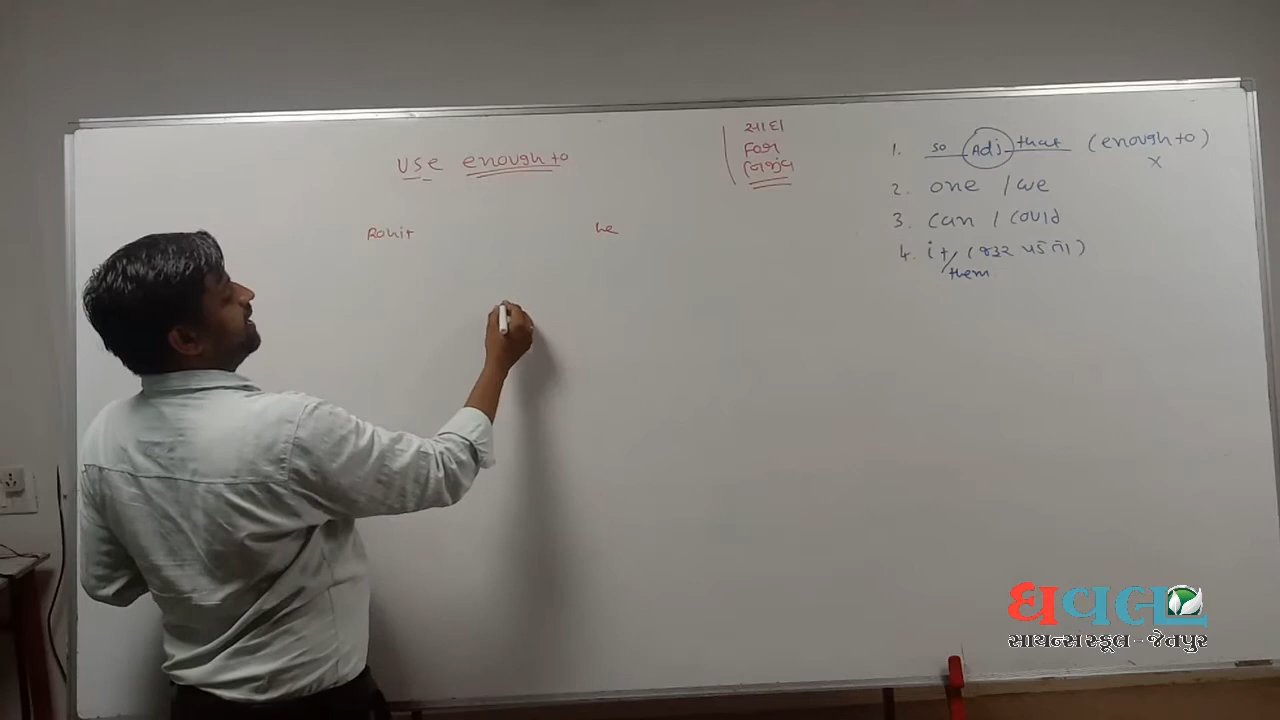 use enough to
સાદા
For
નિર્જીવ
Rohit he
1. so Adj that (enough to)
x
2. one / we
3. can / could
4. it / (જરૂર પડે તો)
them
ધવલ
સાયન્સ સ્કૂલ - જેતપુર